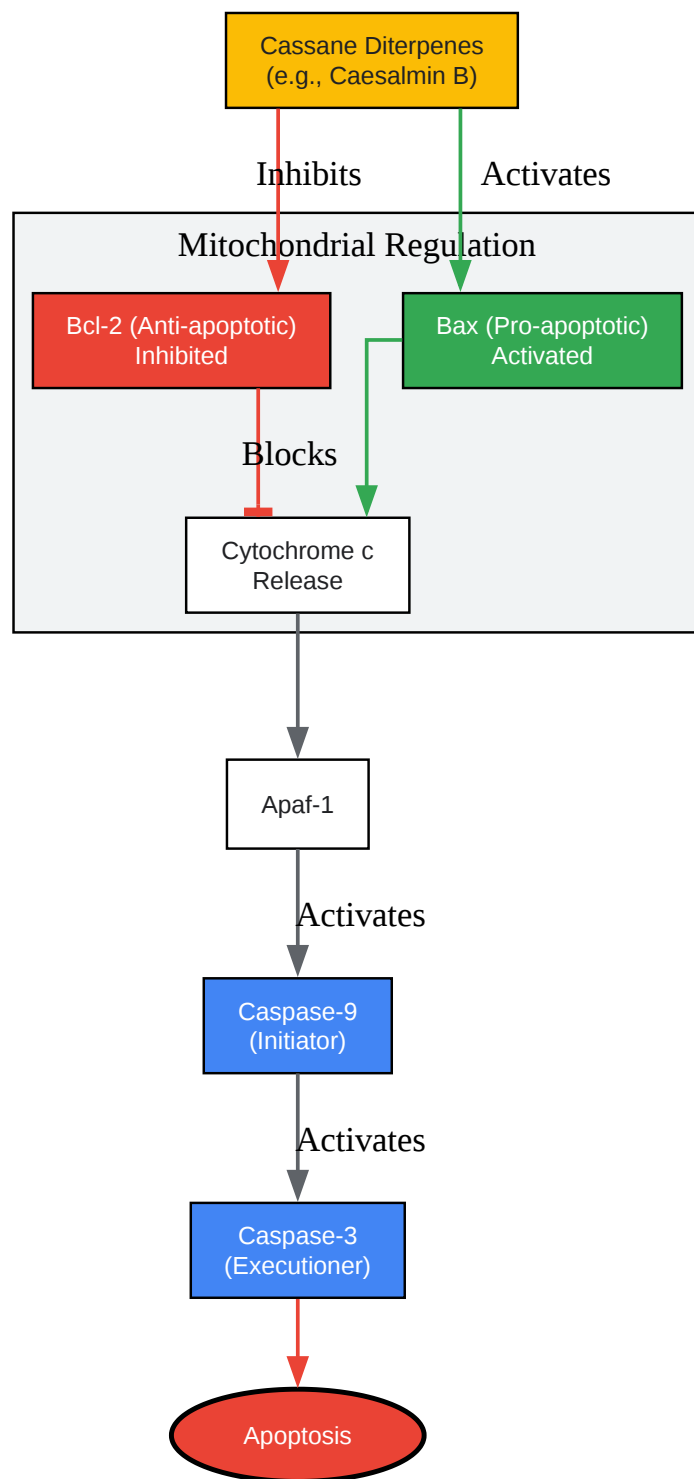 Cassane Diterpenes
(e.g., Caesalmin B)
Inhibits
Activates
Mitochondrial Regulation
Bcl-2 (Anti-apoptotic)
Inhibited
Bax (Pro-apoptotic)
Activated
Blocks
Cytochrome c
Release
Apaf-1
Activates
Caspase-9
(Initiator)
Activates
Caspase-3
(Executioner)
Apoptosis